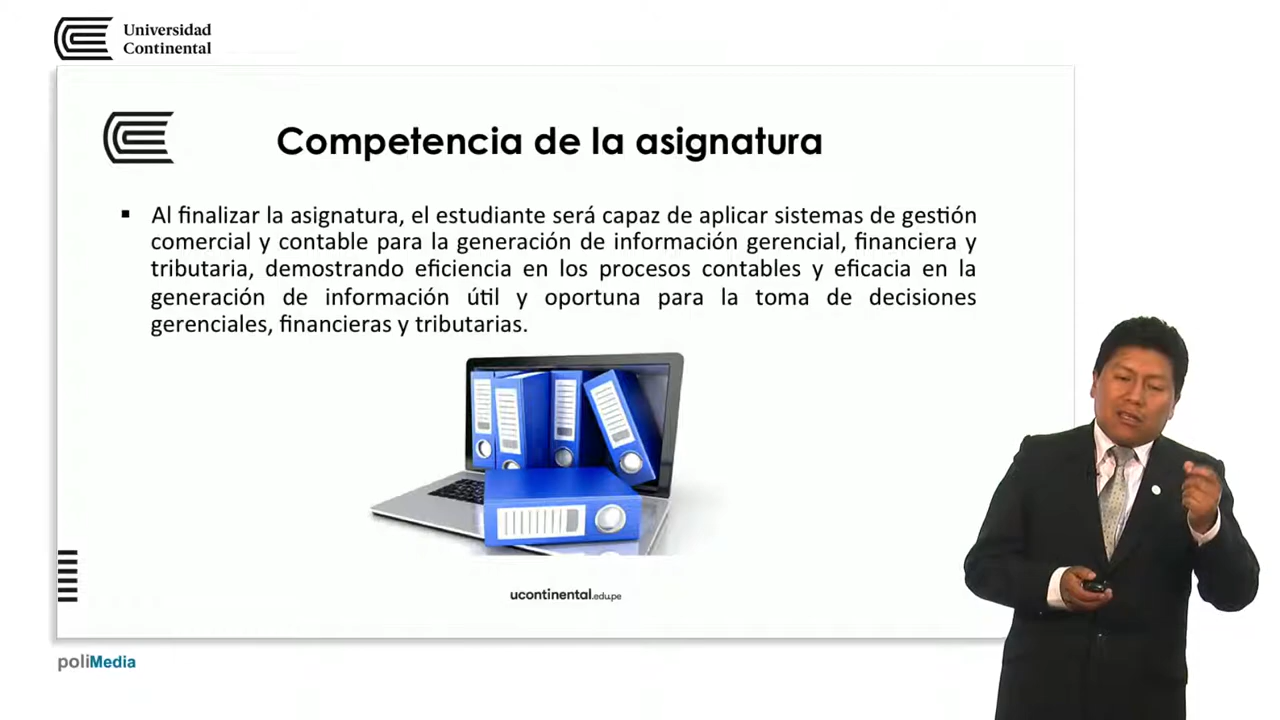 Universidad
Continental
Competencia de la asignatura
▪ Al finalizar la asignatura, el estudiante será capaz de aplicar sistemas de gestión
comercial y contable para la generación de información gerencial, financiera y
tributaria, demostrando eficiencia en los procesos contables y eficacia en la
generación de información útil y oportuna para la toma de decisiones
gerenciales, financieras y tributarias.
ucontinental.edu.pe
poliMedia